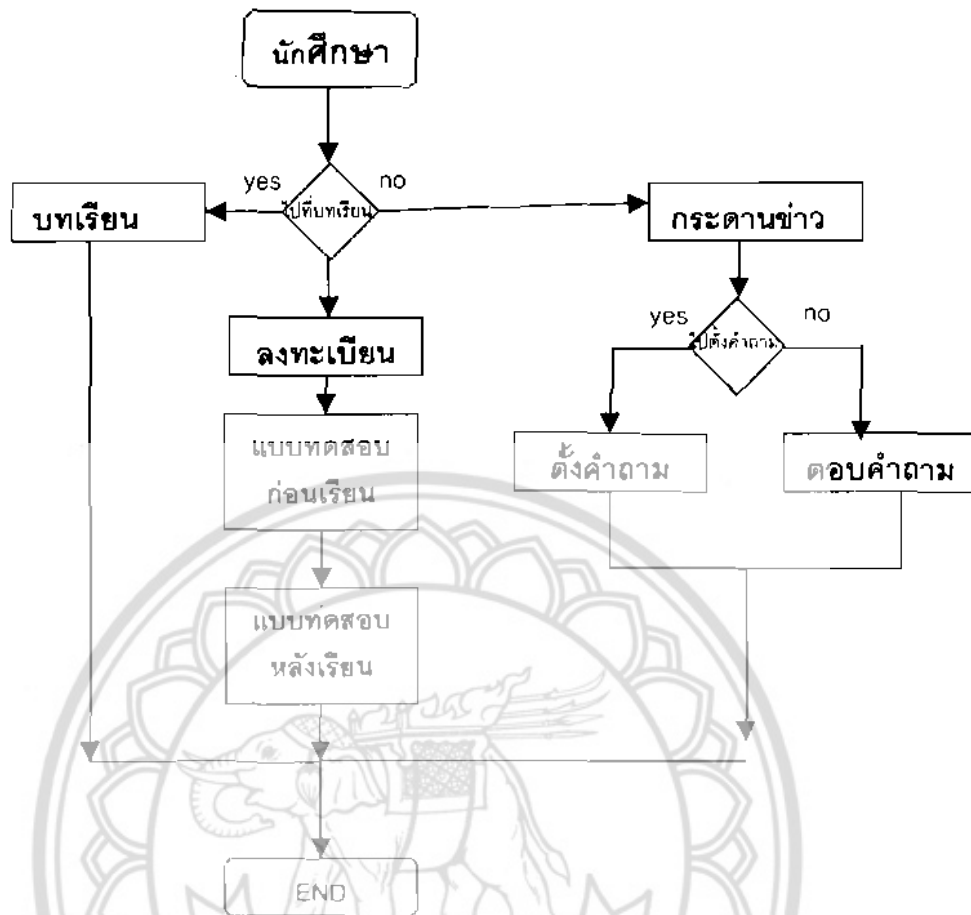 นักศึกษา
yes
no
ไปที่บทเรียน
บทเรียน
กระดานข่าว
ลงทะเบียน
yes
no
ไปตั้งคำถาม
แบบทดสอบ
ก่อนเรียน
ตั้งคำถาม
ตอบคำถาม
แบบทดสอบ
หลังเรียน
END